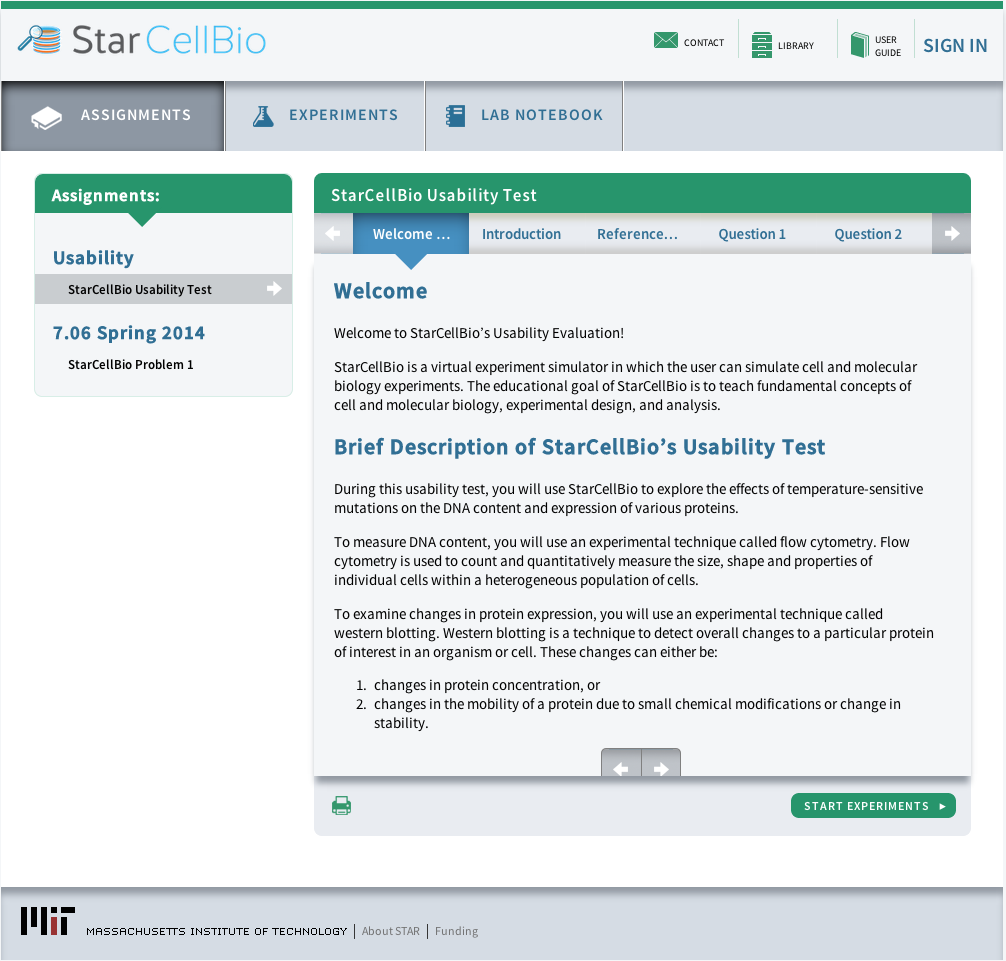 StarCellBio
CONTACT
LIBRARY
USER
GUIDE
SIGN IN
ASSIGNMENTS
EXPERIMENTS
LAB NOTEBOOK
Assignments:
Usability
StarCellBio Usability Test
7.06 Spring 2014
StarCellBio Problem 1
StarCellBio Usability Test
Welcome ...
Introduction
Reference...
Question 1
Question 2
Welcome
Welcome to StarCellBio's Usability Evaluation!
StarCellBio is a virtual experiment simulator in which the user can simulate cell and molecular
biology experiments. The educational goal of StarCellBio is to teach fundamental concepts of
cell and molecular biology, experimental design, and analysis.
Brief Description of StarCellBio's Usability Test
During this usability test, you will use StarCellBio to explore the effects of temperature-sensitive
mutations on the DNA content and expression of various proteins.
To measure DNA content, you will use an experimental technique called flow cytometry. Flow
cytometry is used to count and quantitatively measure the size, shape and properties of
individual cells within a heterogeneous population of cells.
To examine changes in protein expression, you will use an experimental technique called
western blotting. Western blotting is a technique to detect overall changes to a particular protein
of interest in an organism or cell. These changes can either be:
1. changes in protein concentration, or
2. changes in the mobility of a protein due to small chemical modifications or change in
stability.
START EXPERIMENTS
MIT
MASSACHUSETTS INSTITUTE OF TECHNOLOGY | About STAR | Funding